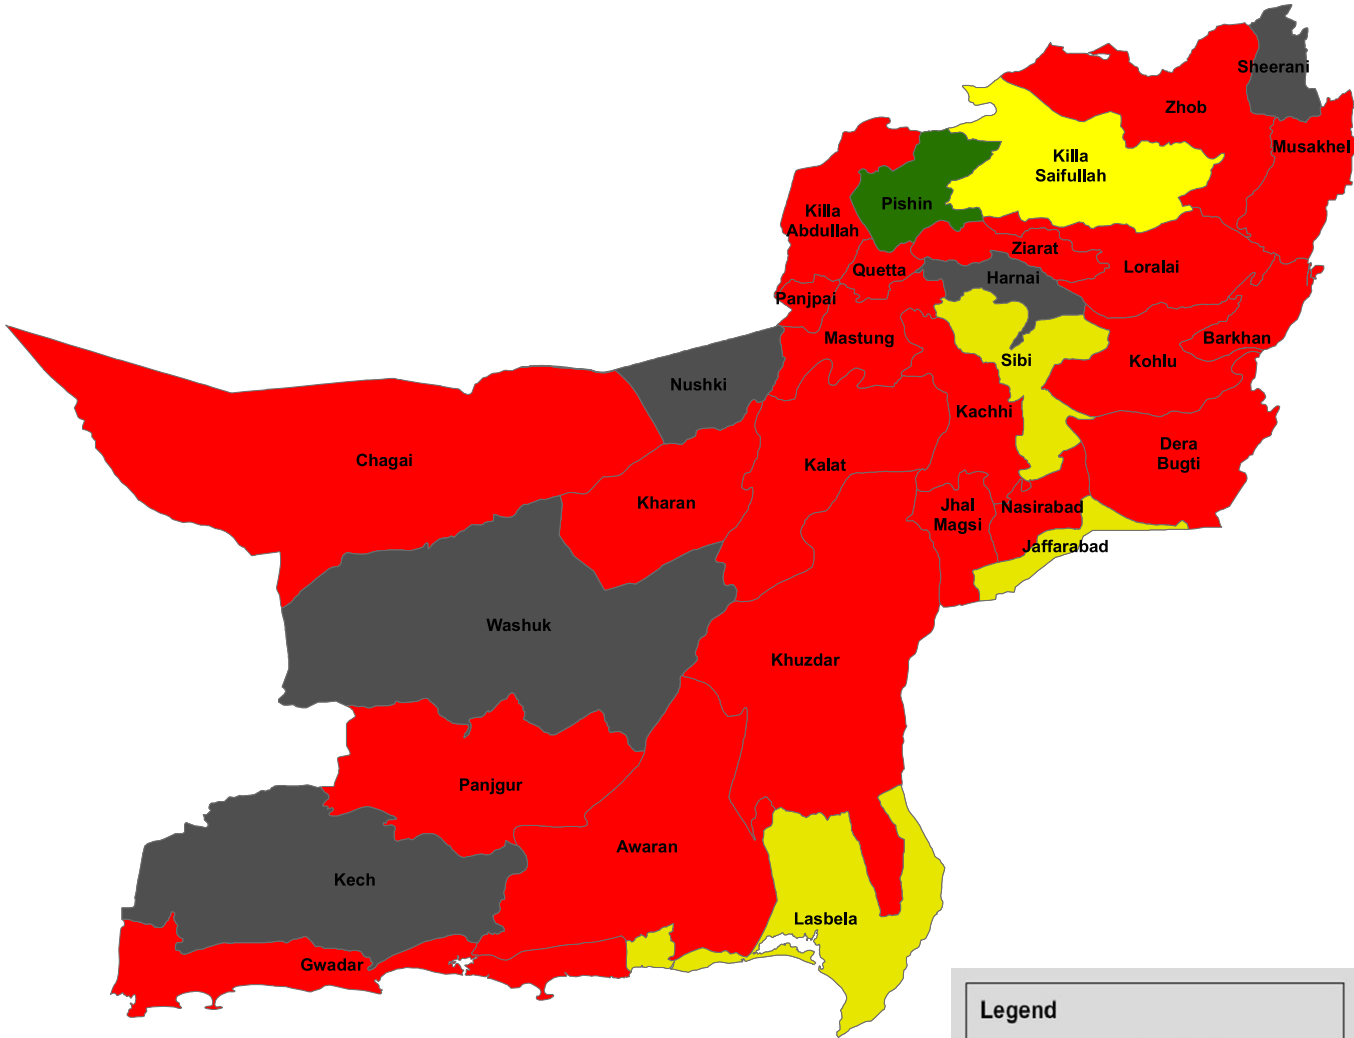 Sheerani
Zhob
Musakhel
Killa
Saifullah
Pishin
Killa
Abdullah
Ziarat
Loralai
Quetta
Harnai
Panjpai
Mastung
Barkhan
Sibi
Kohlu
Nushki
Kachhi
Dera
Bugti
Chagai
Kalat
Kharan
Jhal
Magsi
Nasirabad
Jaffarabad
Washuk
Khuzdar
Panjgur
Awaran
Kech
Lasbela
Gwadar
Legend